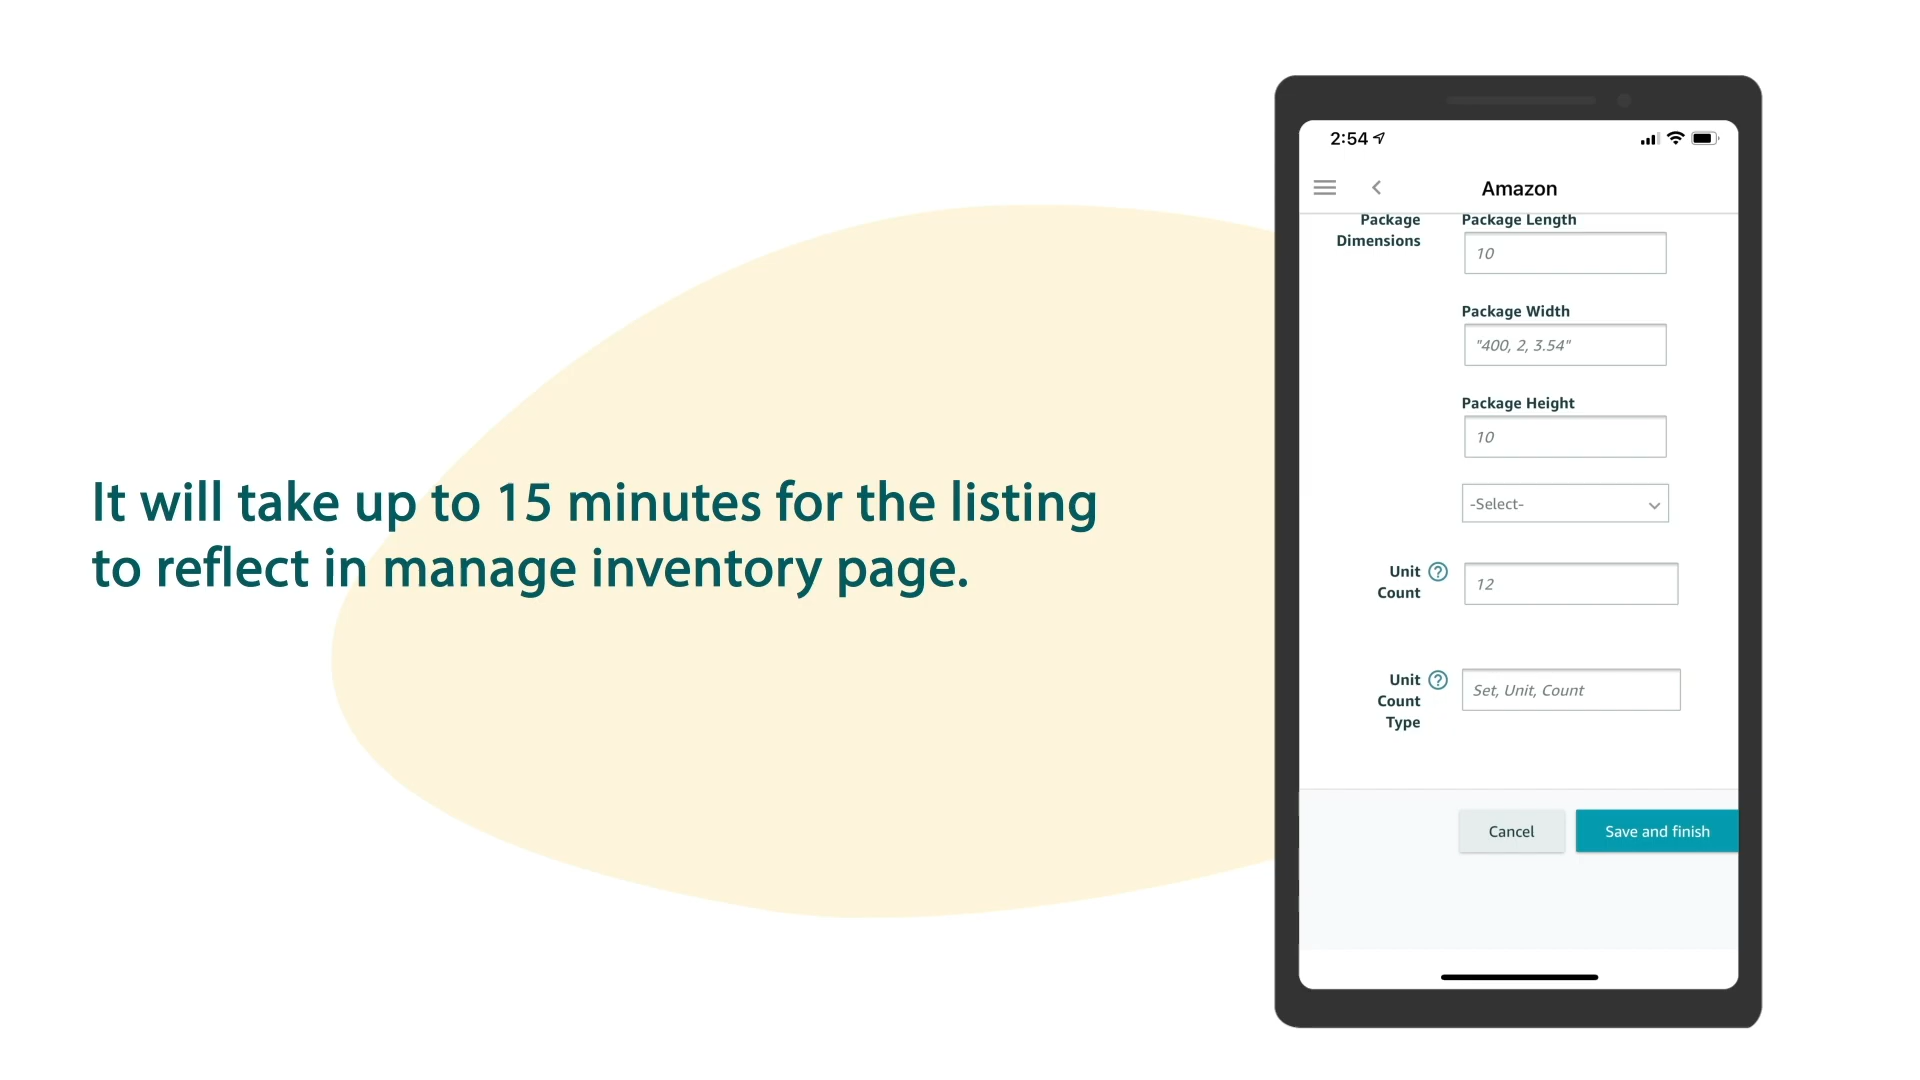 It will take up to 15 minutes for the listing
to reflect in manage inventory page.
2:54
Amazon
Package
Dimensions
Package Length
10
Package Width
"400, 2, 3.54"
Package Height
10
-Select-
Unit
Count
?
12
Unit
Count
Type
?
Set, Unit, Count
Cancel
Save and finish